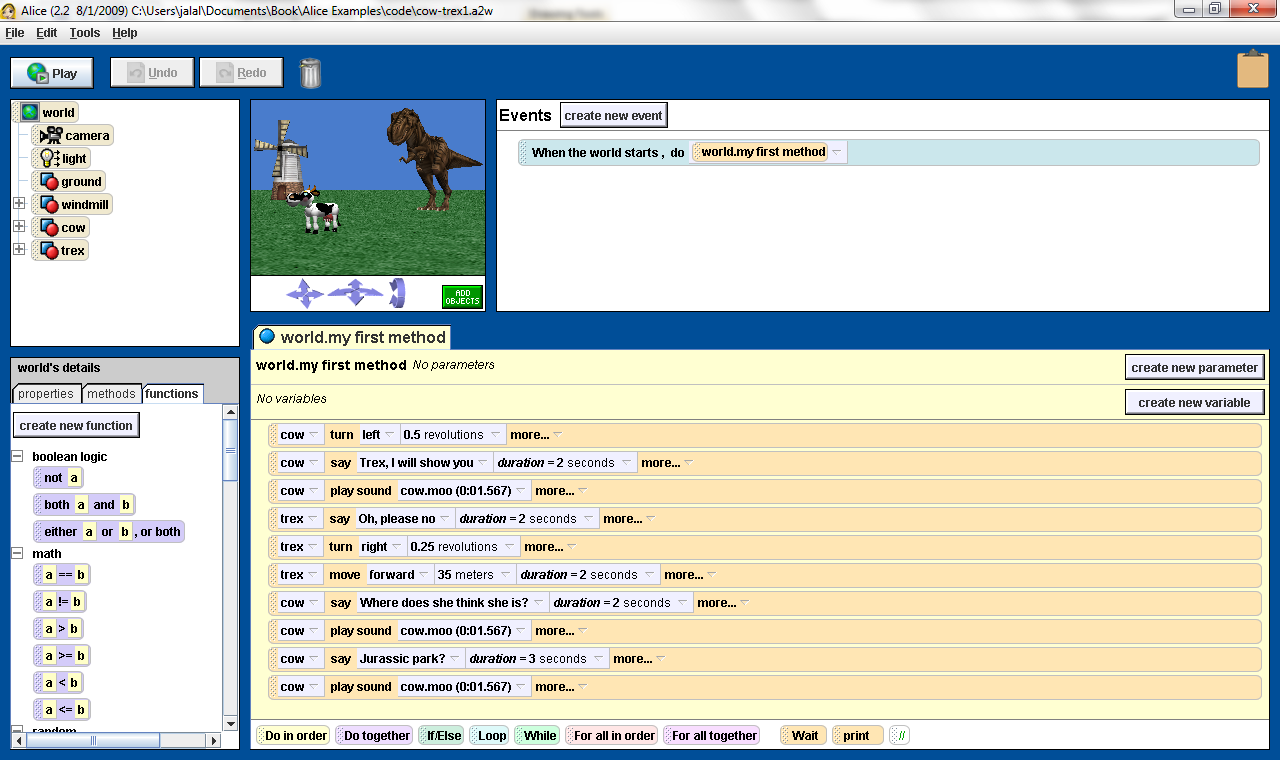 Alice (2.2 8/1/2009) C:\Users\jalal\Documents\Book\Alice Examples\code\cow-trex1.a2w
File Edit Tools Help
Play Undo Redo
world
camera
light
ground
windmill
cow
trex
ADD OBJECTS
Events create new event
When the world starts , do world.my first method
world's details
properties methods functions
create new function
boolean logic
not a
both a and b
either a or b , or both
math
a == b
a != b
a > b
a >= b
a < b
a <= b
random
world.my first method
world.my first method No parameters create new parameter
No variables create new variable
cow turn left 0.5 revolutions more...
cow say Trex, I will show you duration = 2 seconds more...
cow play sound cow.moo (0:01.567) more...
trex say Oh, please no duration = 2 seconds more...
trex turn right 0.25 revolutions more...
trex move forward 35 meters duration = 2 seconds more...
cow say Where does she think she is? duration = 2 seconds more...
cow play sound cow.moo (0:01.567) more...
cow say Jurassic park? duration = 3 seconds more...
cow play sound cow.moo (0:01.567) more...
Do in order Do together If/Else Loop While For all in order For all together Wait print //